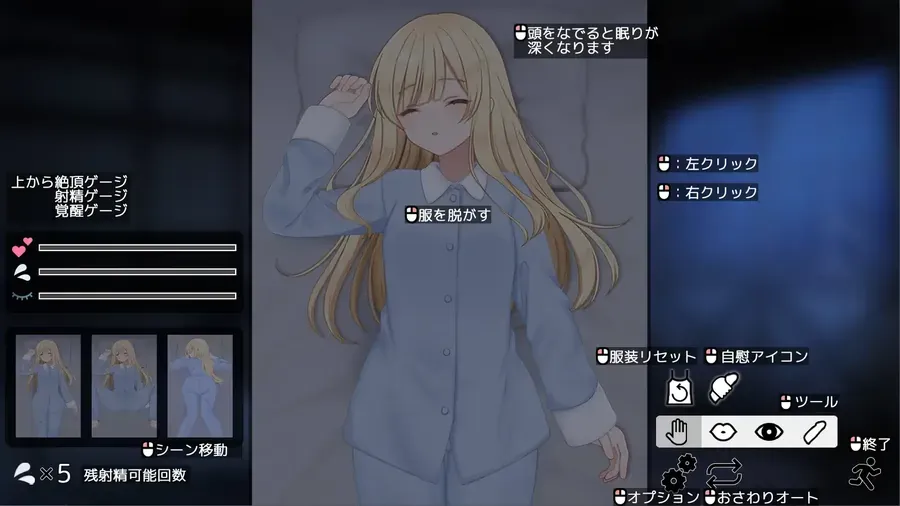 頭をなでると眠りが
深くなります
:左クリック
:右クリック
上から絶頂ゲージ
射精ゲージ
覚醒ゲージ
服を脱がす
服装リセット
自慰アイコン
ツール
シーン移動
×5
残射精可能回数
終了
オプション
おさわりオート